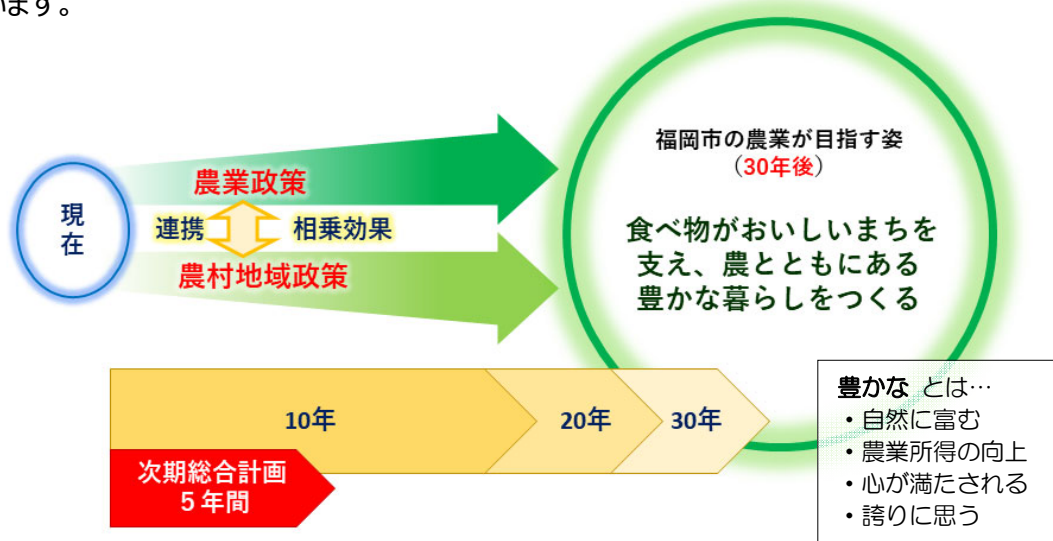 います。
福岡市の農業が目指す姿
（30年後）
農業政策
現
在
連携
相乗効果
農村地域政策
食べ物がおいしいまちを
支え、農とともにある
豊かな暮らしをつくる
10年
20年
30年
次期総合計画
５年間
豊かな とは…
・自然に富む
・農業所得の向上
・心が満たされる
・誇りに思う